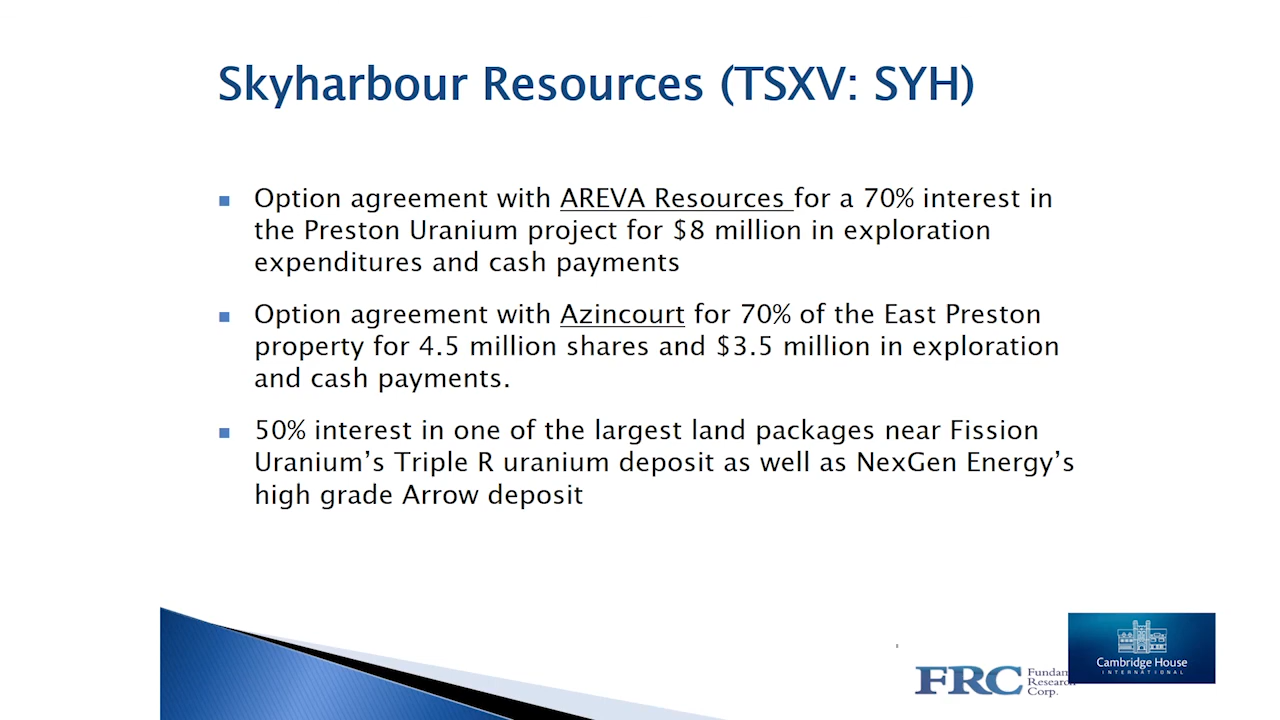 Skyharbour Resources (TSXV: SYH)
Option agreement with AREVA Resources for a 70% interest in
the Preston Uranium project for $8 million in exploration
expenditures and cash payments
Option agreement with Azincourt for 70% of the East Preston
property for 4.5 million shares and $3.5 million in exploration
and cash payments.
50% interest in one of the largest land packages near Fission
Uranium’s Triple R uranium deposit as well as NexGen Energy’s
high grade Arrow deposit
FRC
Research
Corp.
Cambridge House
INTERNATIONAL